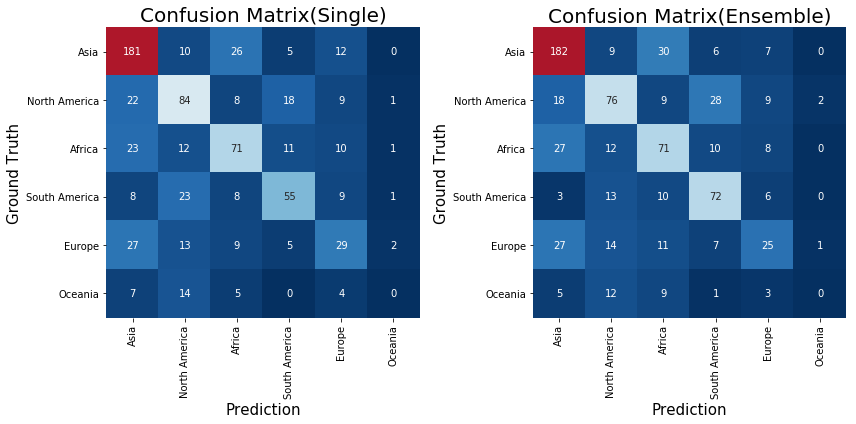 Confusion Matrix(Single)
Ground Truth
Asia 181 10 26 5 12 0
North America 22 84 8 18 9 1
Africa 23 12 71 11 10 1
South America 8 23 8 55 9 1
Europe 27 13 9 5 29 2
Oceania 7 14 5 0 4 0
Asia North America Africa South America Europe Oceania
Prediction
Confusion Matrix(Ensemble)
Ground Truth
Asia 182 9 30 6 7 0
North America 18 76 9 28 9 2
Africa 27 12 71 10 8 0
South America 3 13 10 72 6 0
Europe 27 14 11 7 25 1
Oceania 5 12 9 1 3 0
Asia North America Africa South America Europe Oceania
Prediction